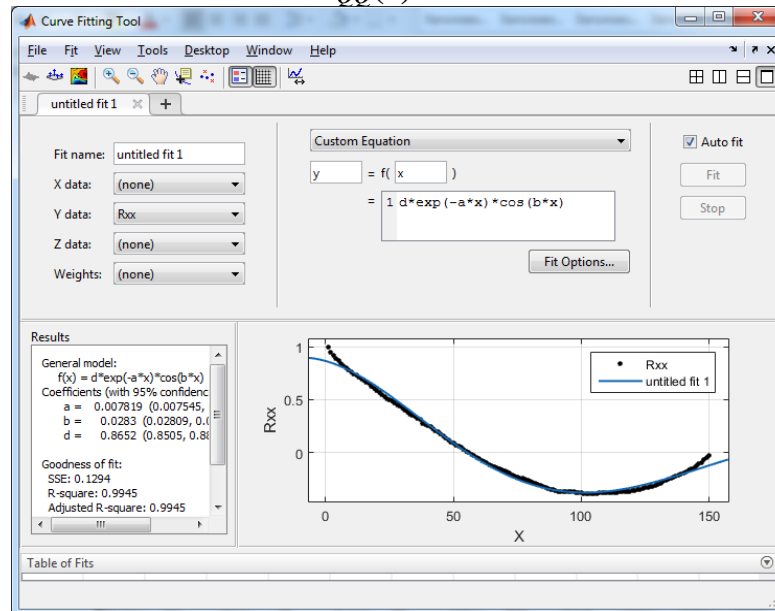 Curve Fitting Tool
File Fit View Tools Desktop Window Help
untitled fit 1
Fit name: untitled fit 1
X data: (none)
Y data: Rxx
Z data: (none)
Weights: (none)
Custom Equation
y = f( x )
= 1 d*exp(-a*x)*cos(b*x)
Fit Options...
Auto fit
Fit
Stop
Results
General model:
f(x) = d*exp(-a*x)*cos(b*x)
Coefficients (with 95% confidenc
a = 0.007819 (0.007545,
b = 0.0283 (0.02809, 0.0
d = 0.8652 (0.8505, 0.88
Goodness of fit:
SSE: 0.1294
R-square: 0.9945
Adjusted R-square: 0.9945
Rxx
1
0.5
0
0 50 100 150
X
Rxx
untitled fit 1
Table of Fits